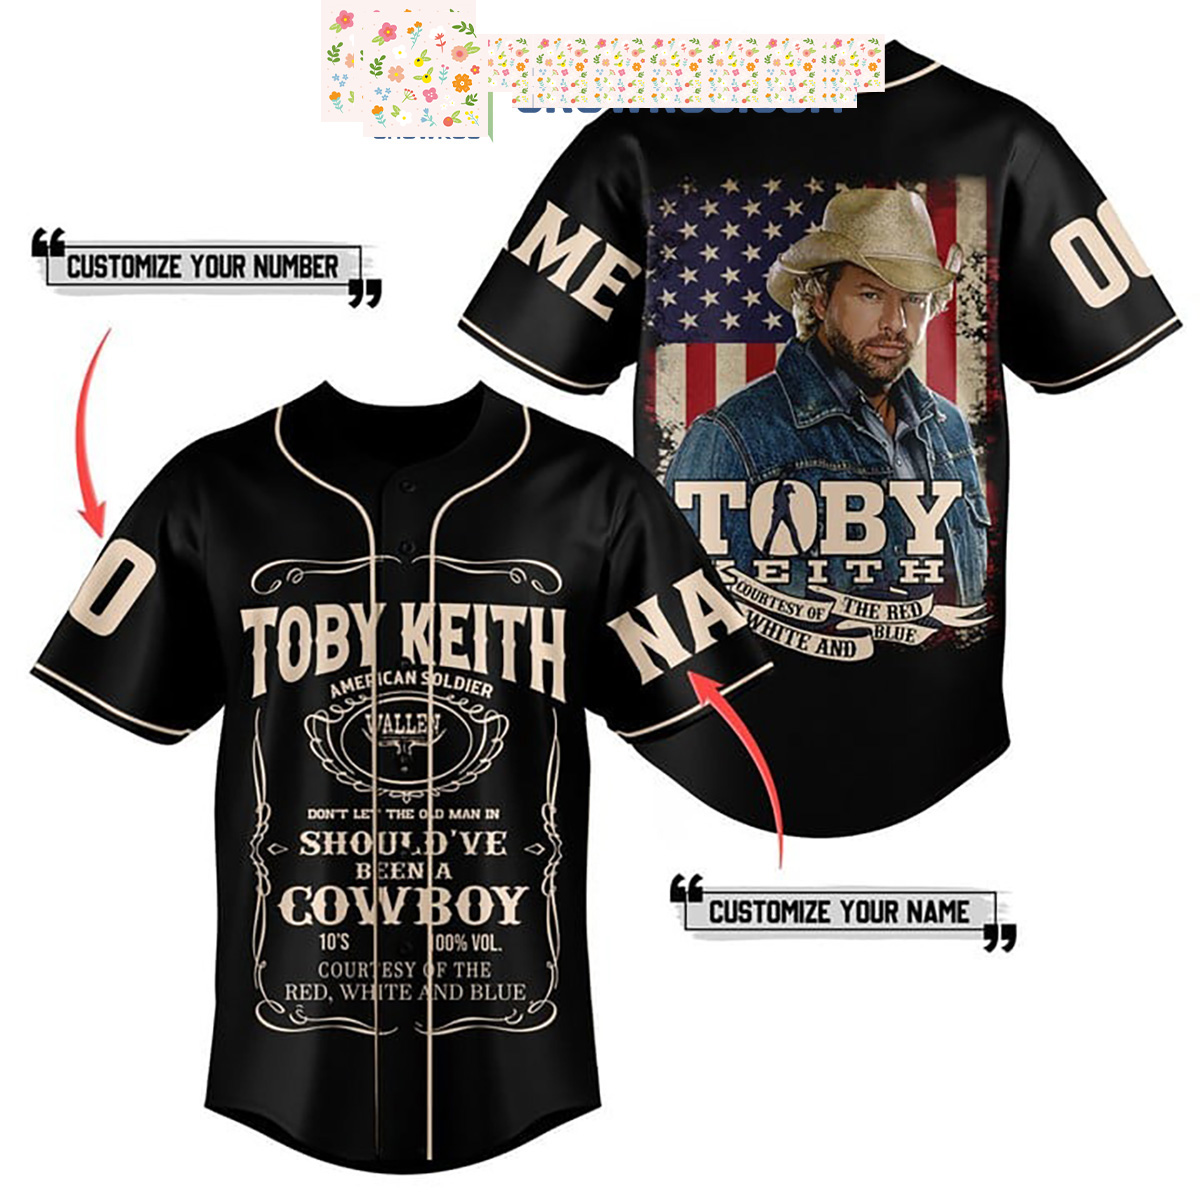 CUSTOMIZE YOUR NUMBER
ME
00
TOBY
KEITH
COURTESY OF THE RED
WHITE AND BLUE
0
NA
TOBY KEITH
AMERICAN SOLDIER
WALLEN
DON'T LET THE OLD MAN IN
SHOULD'VE
BEEN A
COWBOY
10'S 100% VOL.
COURTESY OF THE
RED, WHITE AND BLUE
CUSTOMIZE YOUR NAME